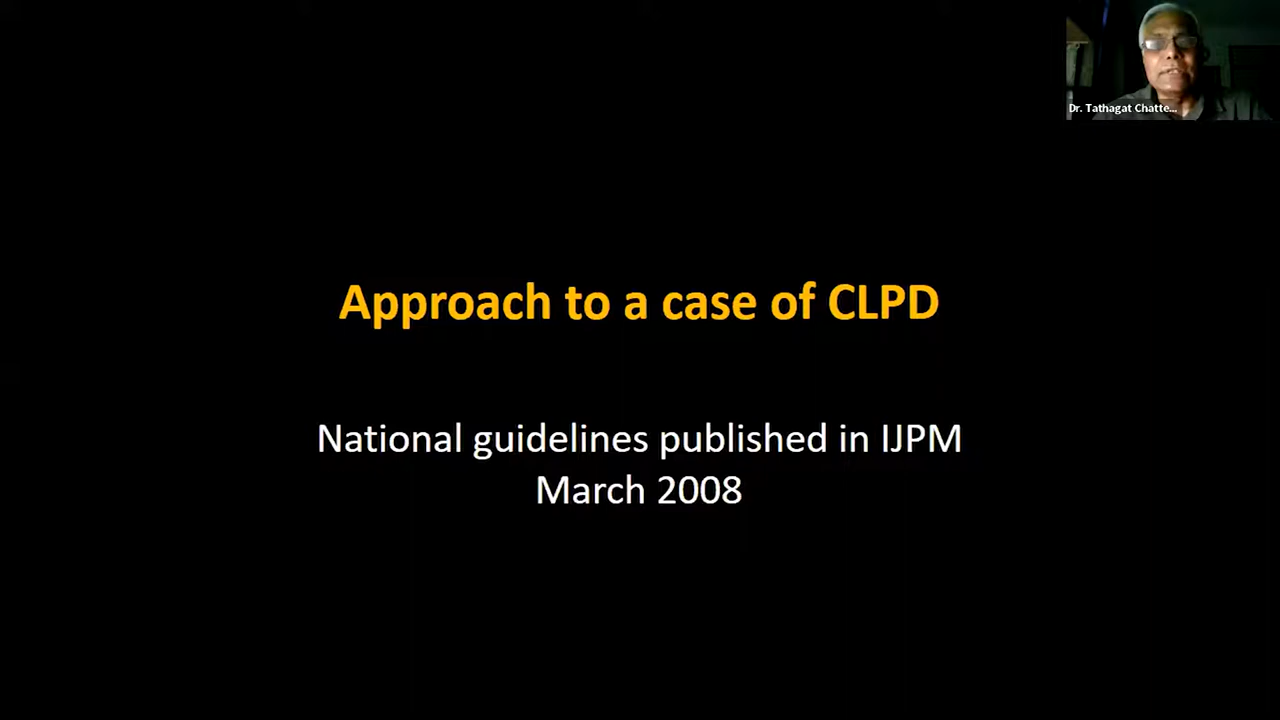 Dr. Tathagat Chatte...
Approach to a case of CLPD
National guidelines published in IJPM
March 2008